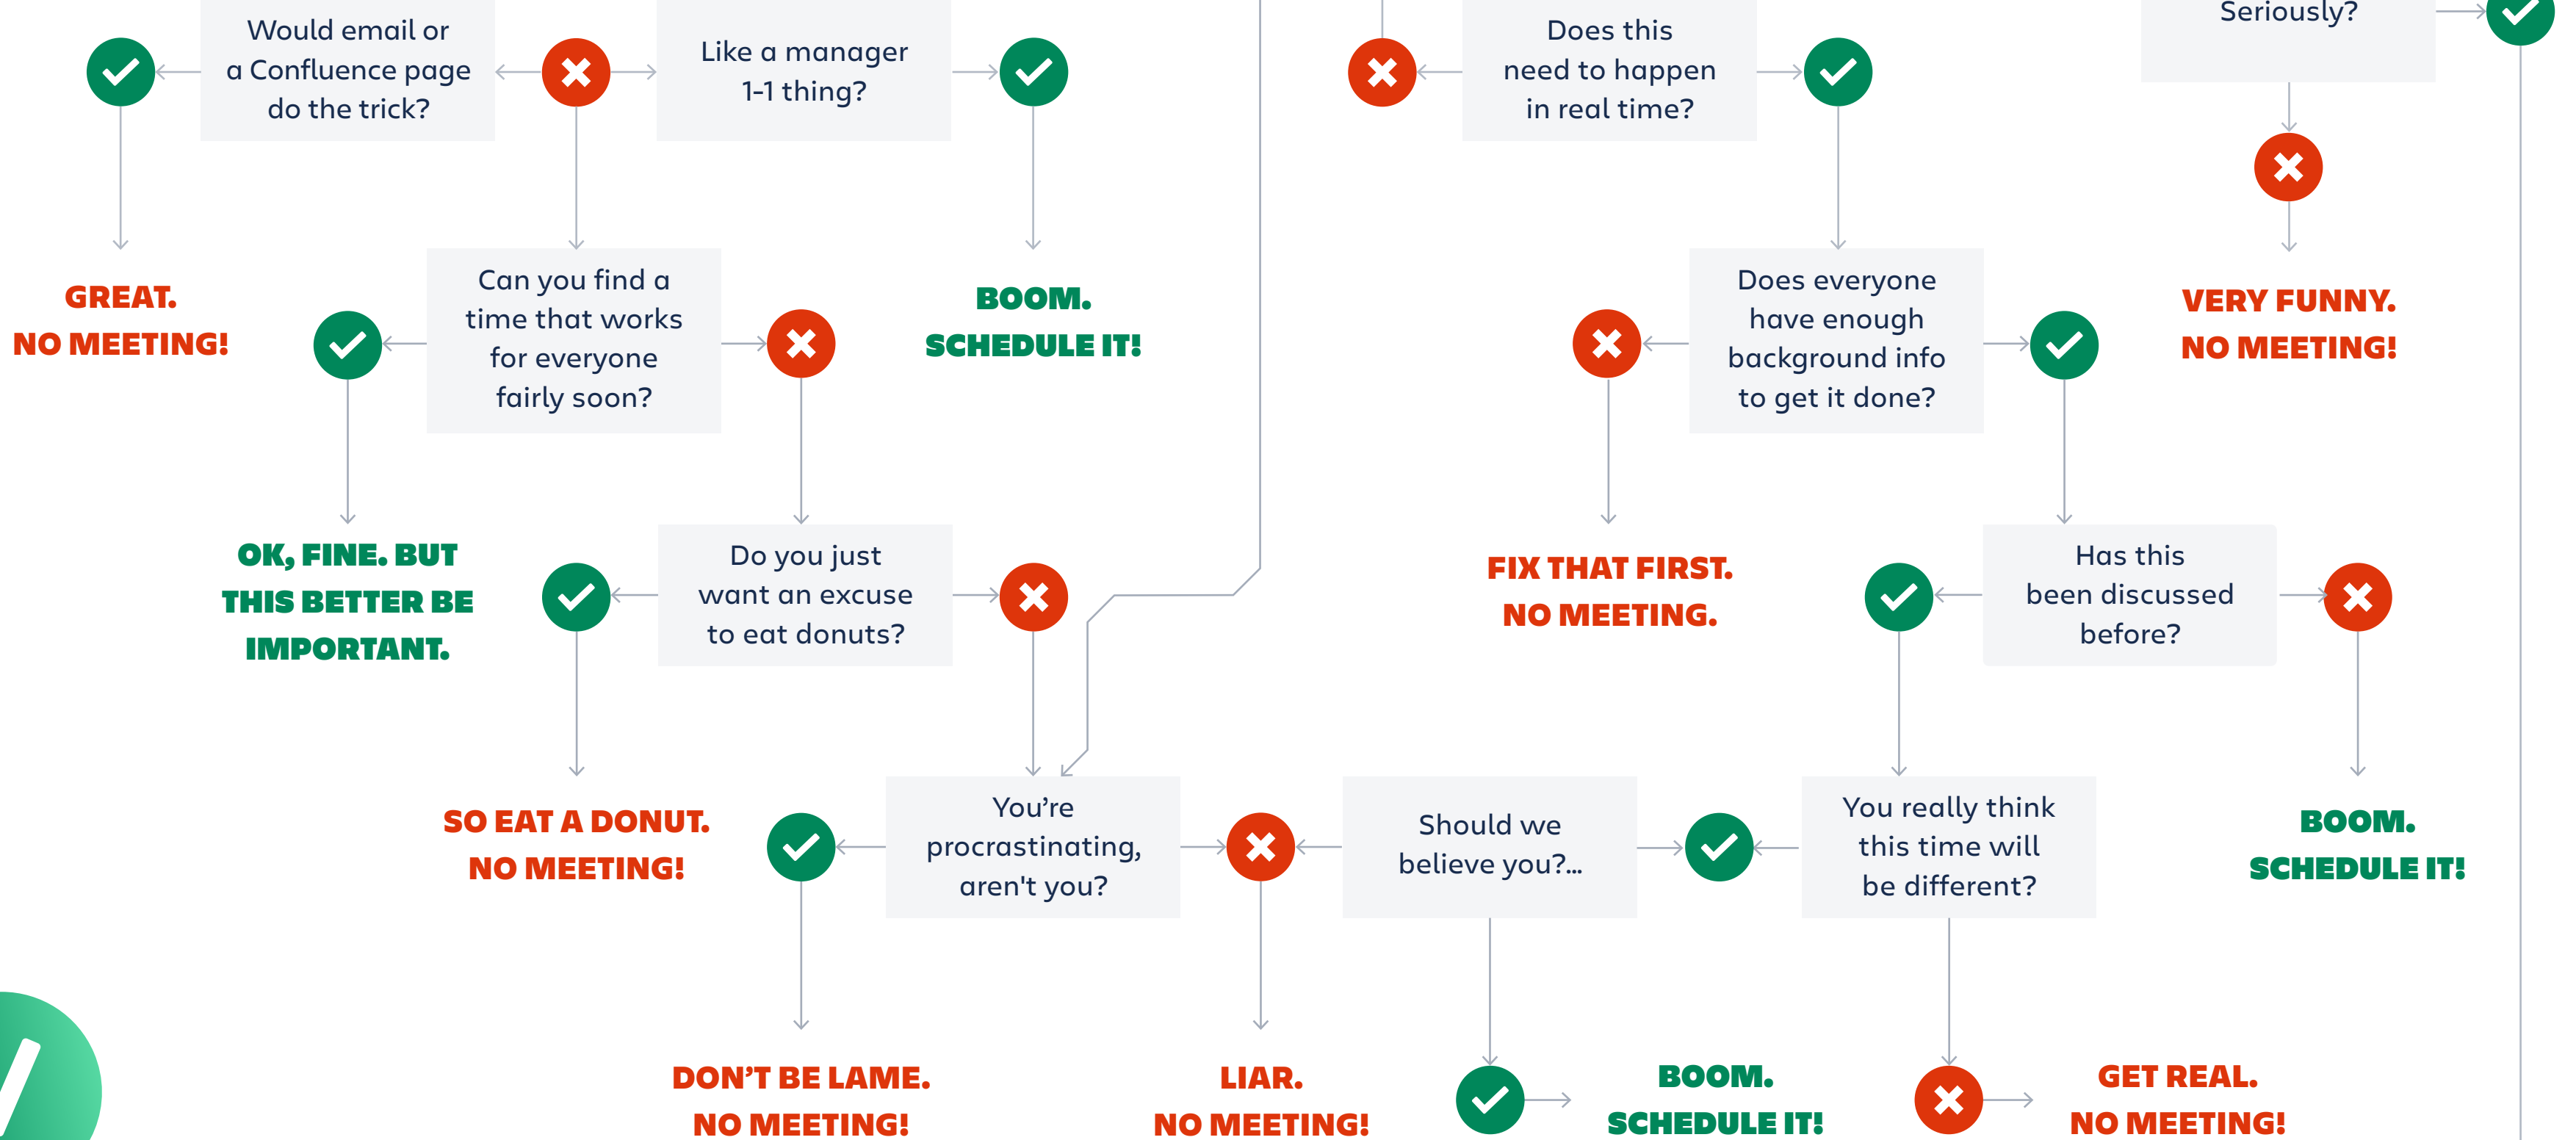 Would email or
a Confluence page
do the trick?
Like a manager
1-1 thing?
Does this
need to happen
in real time?
Seriously?
GREAT.
NO MEETING!
Can you find a
time that works
for everyone
fairly soon?
BOOM.
SCHEDULE IT!
Does everyone
have enough
background info
to get it done?
VERY FUNNY.
NO MEETING!
OK, FINE. BUT
THIS BETTER BE
IMPORTANT.
Do you just
want an excuse
to eat donuts?
FIX THAT FIRST.
NO MEETING.
Has this
been discussed
before?
SO EAT A DONUT.
NO MEETING!
You’re
procrastinating,
aren't you?
Should we
believe you?...
You really think
this time will
be different?
BOOM.
SCHEDULE IT!
DON’T BE LAME.
NO MEETING!
LIAR.
NO MEETING!
BOOM.
SCHEDULE IT!
GET REAL.
NO MEETING!